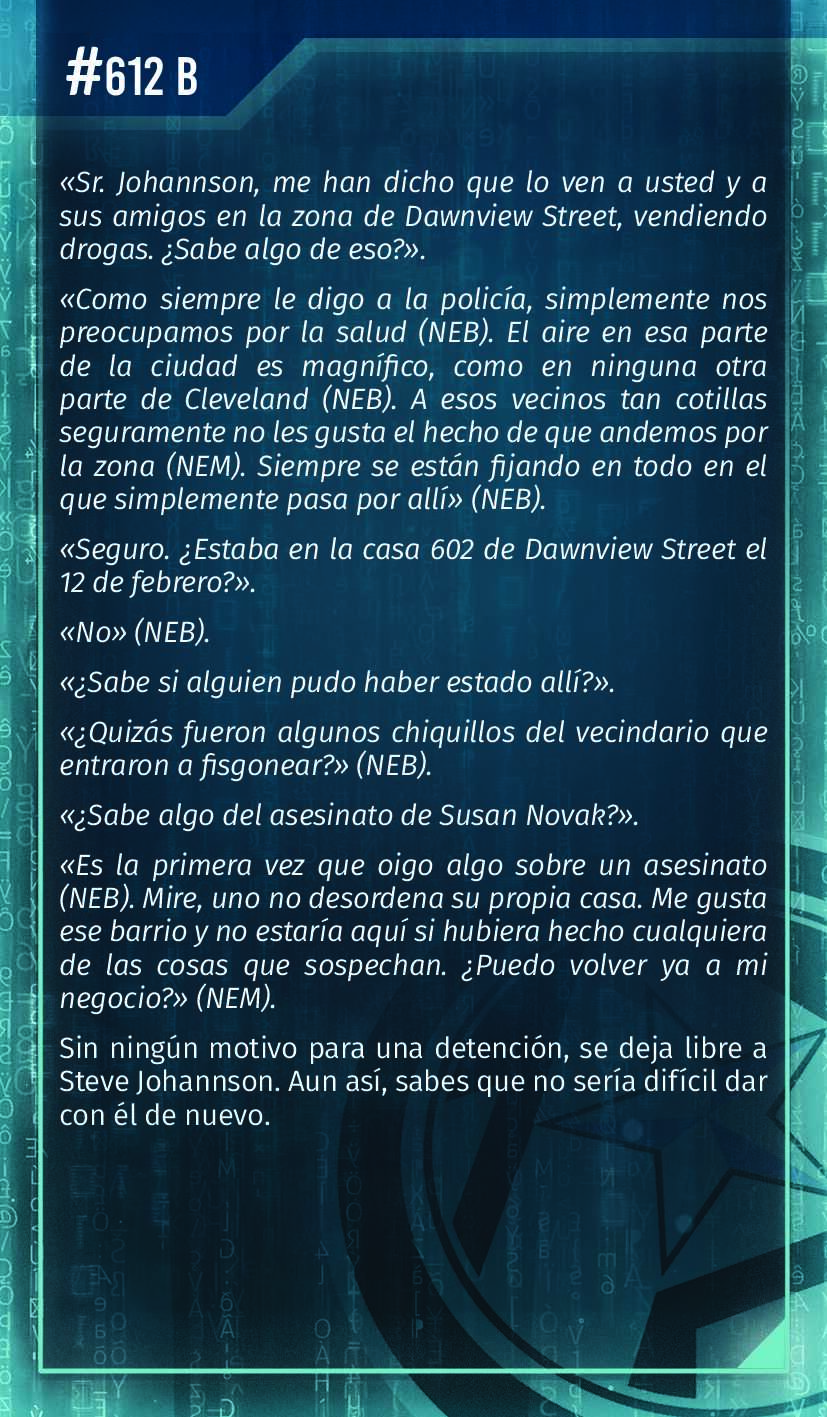 #612 B
«Sr. Johannson, me han dicho que lo ven a usted y a
sus amigos en la zona de Dawnview Street, vendiendo
drogas. ¿Sabe algo de eso?».
«Como siempre le digo a la policía, simplemente nos
preocupamos por la salud (NEB). El aire en esa parte
de la ciudad es magnífico, como en ninguna otra
parte de Cleveland (NEB). A esos vecinos tan cotillas
seguramente no les gusta el hecho de que andemos por
la zona (NEM). Siempre se están fijando en todo en el
que simplemente pasa por allí» (NEB).
«Seguro. ¿Estaba en la casa 602 de Dawnview Street el
12 de febrero?».
«No» (NEB).
«¿Sabe si alguien pudo haber estado allí?».
«¿Quizás fueron algunos chiquillos del vecindario que
entraron a fisgonear?» (NEB).
«¿Sabe algo del asesinato de Susan Novak?».
«Es la primera vez que oigo algo sobre un asesinato
(NEB). Mire, uno no desordena su propia casa. Me gusta
ese barrio y no estaría aquí si hubiera hecho cualquiera
de las cosas que sospechan. ¿Puedo volver ya a mi
negocio?» (NEM).
Sin ningún motivo para una detención, se deja libre a
Steve Johannson. Aun así, sabes que no sería difícil dar
con él de nuevo.